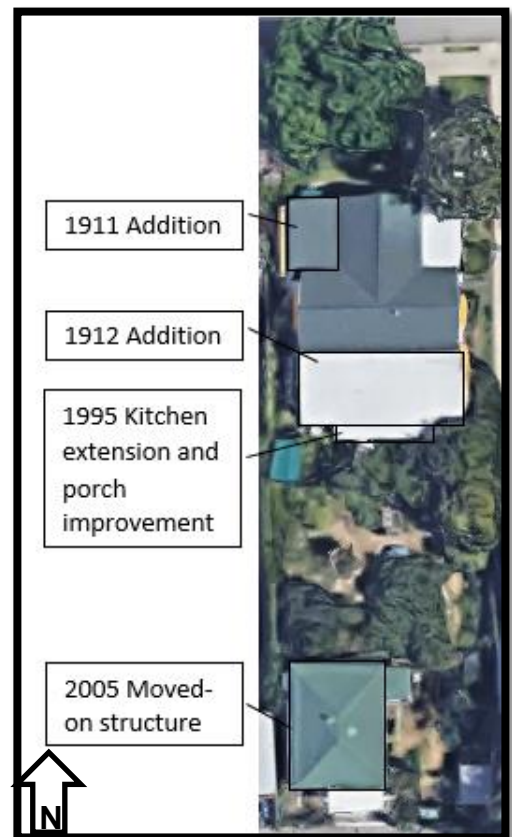 1911 Addition
1912 Addition
1995 Kitchen
extension and
porch
improvement
2005 Moved-
on structure
N